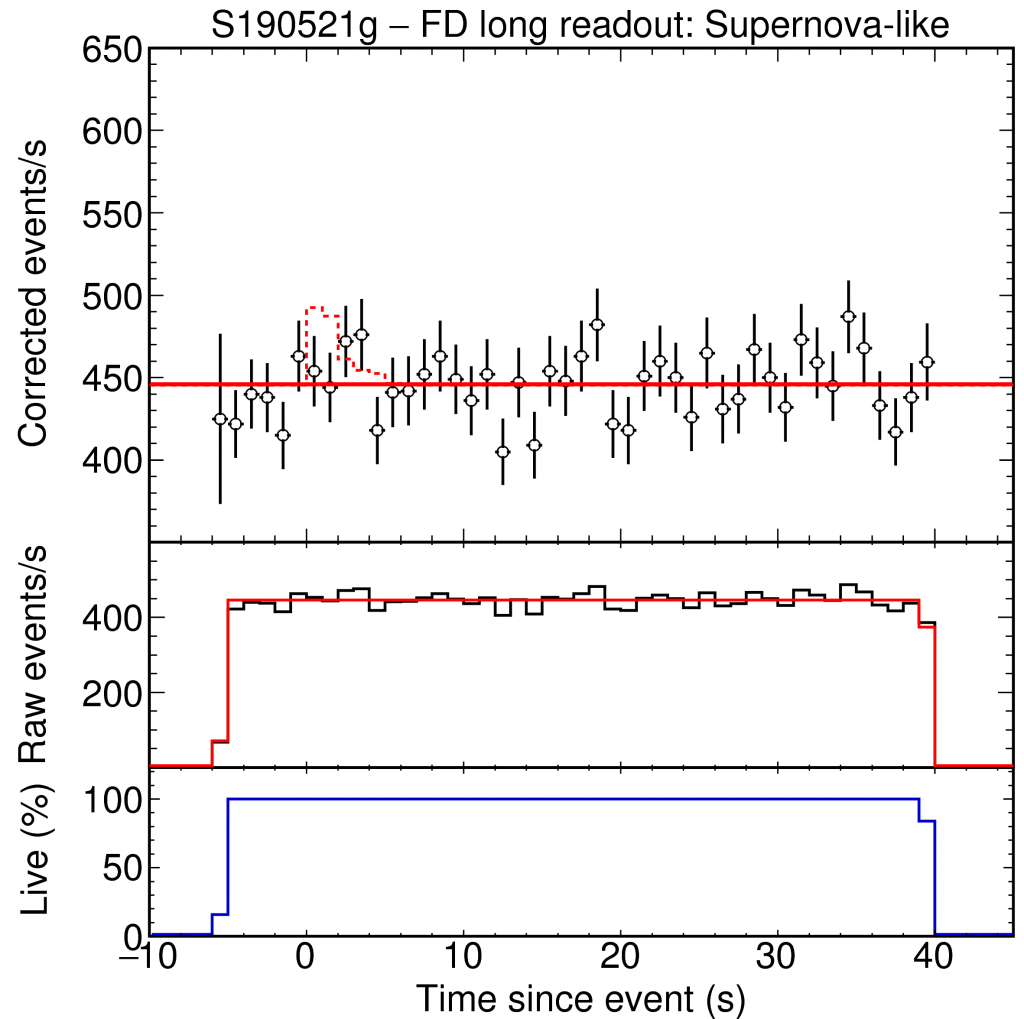 S190521g – FD long readout: Supernova-like
Corrected events/s
650
600
550
500
450
400
Raw events/s
400
200
Live (%)
100
50
0
−10 0 10 20 30 40
Time since event (s)